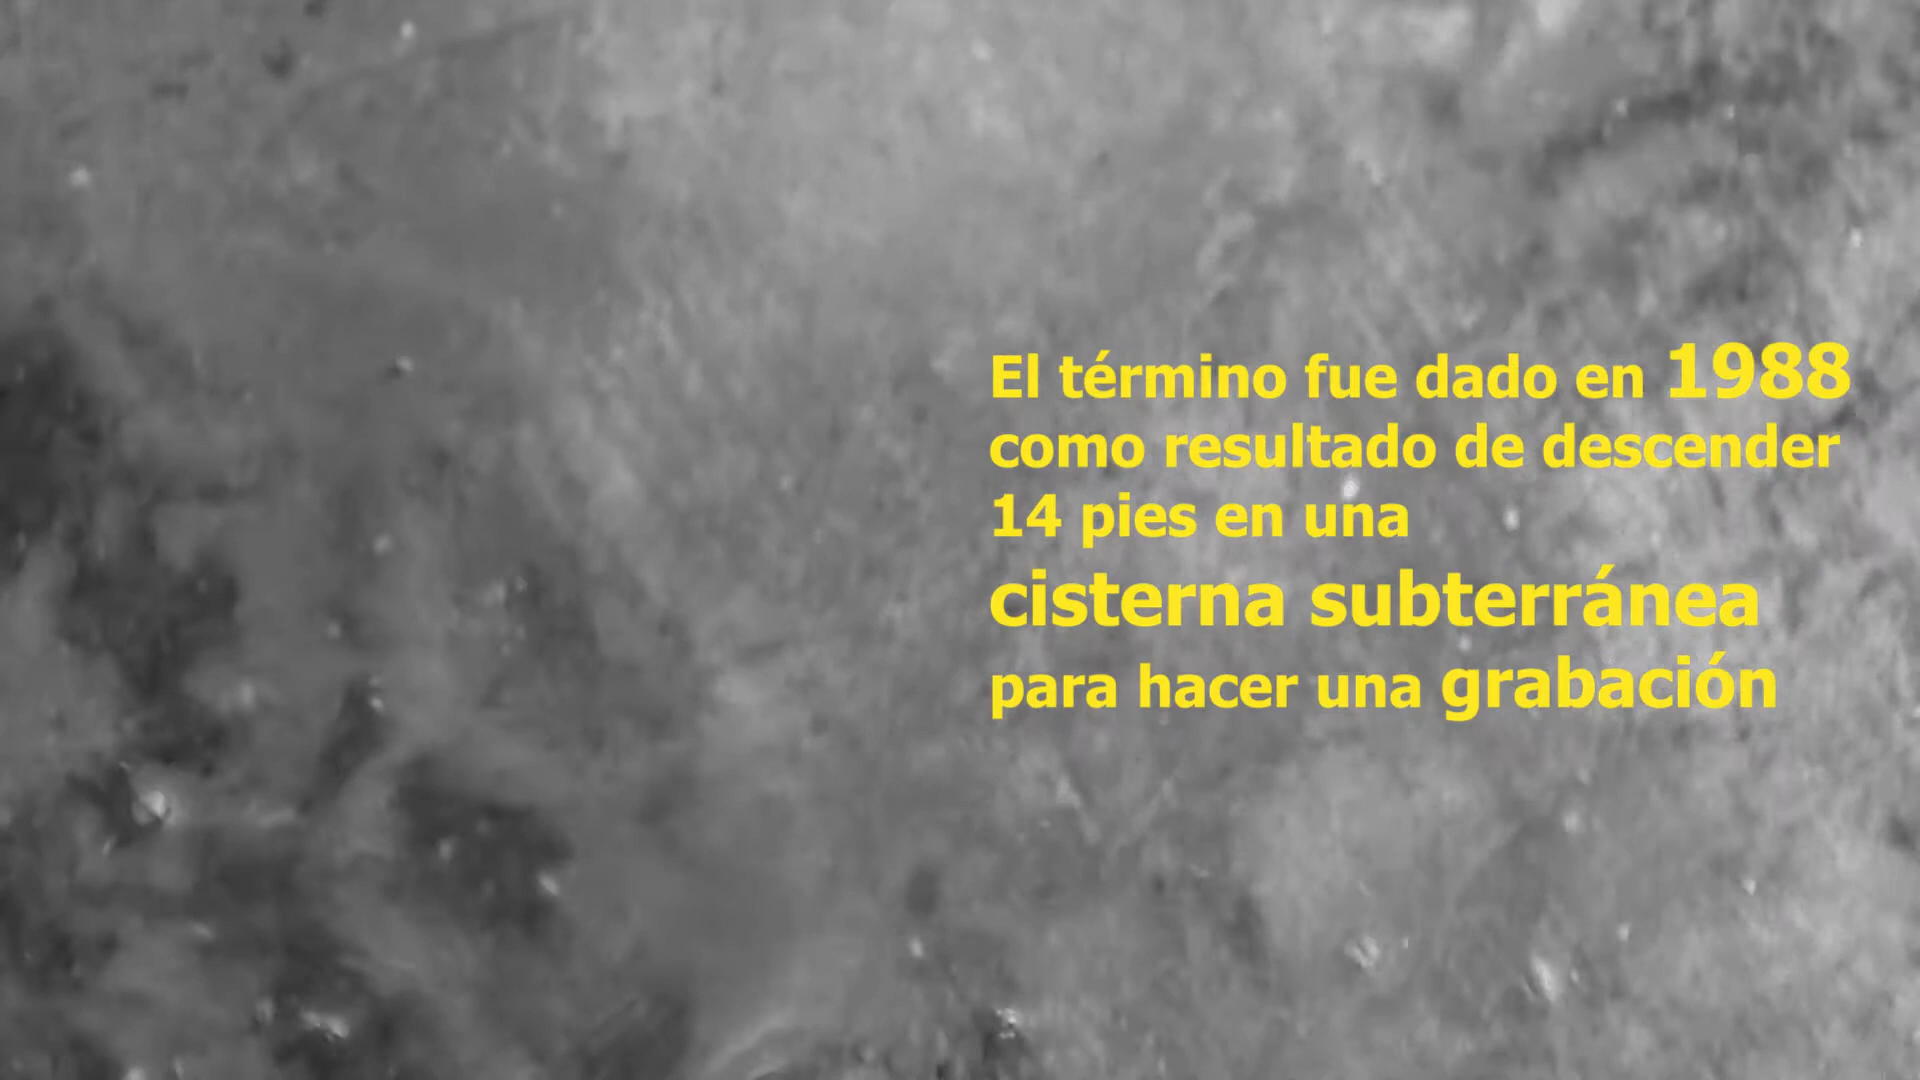 El término fue dado en 1988
como resultado de descender
14 pies en una
cisterna subterránea
para hacer una grabación